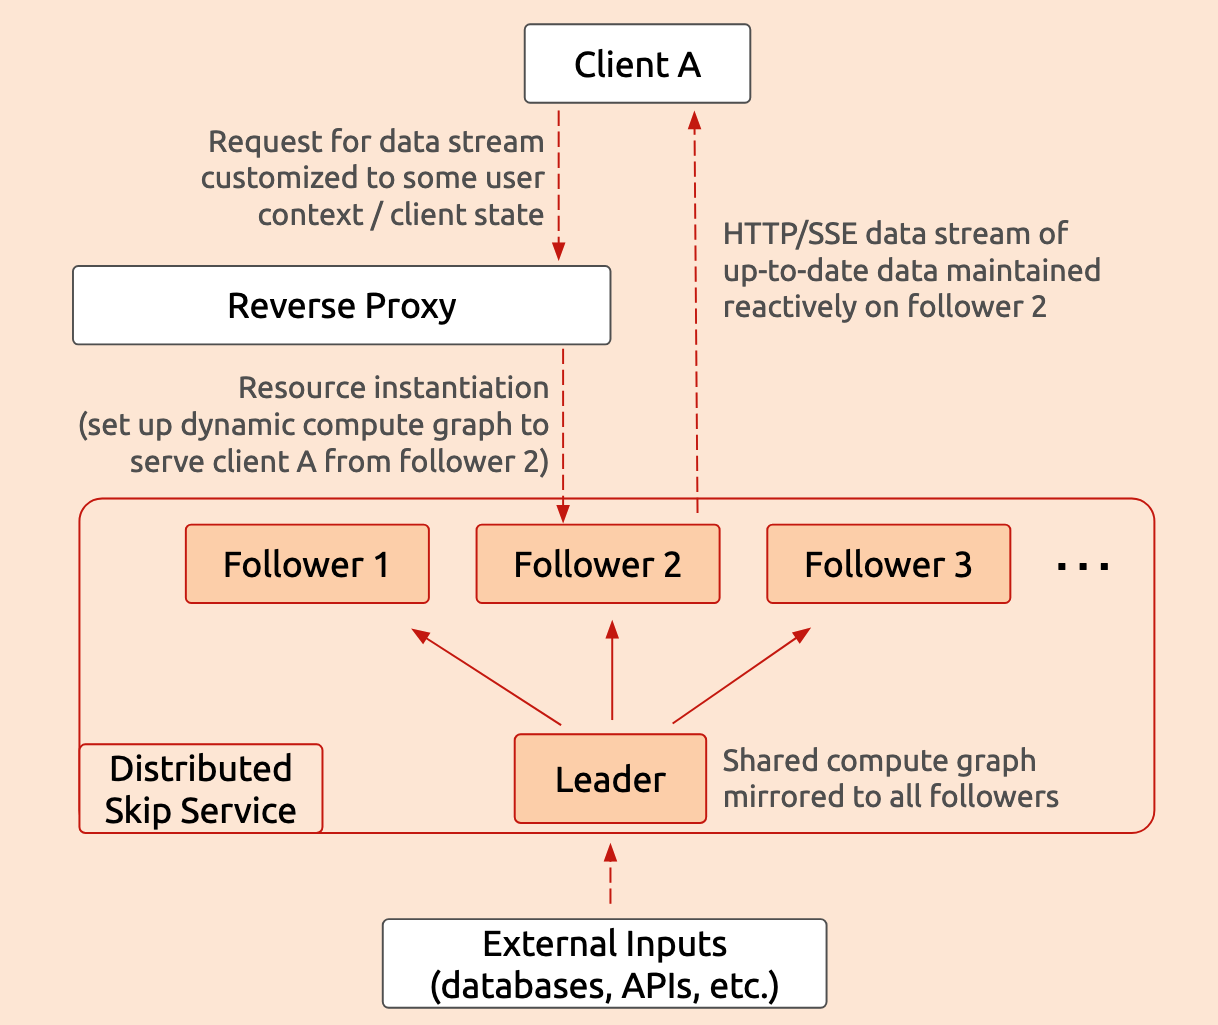 Client A
Request for data stream
customized to some user
context / client state
HTTP/SSE data stream of
up-to-date data maintained
reactively on follower 2
Reverse Proxy
Resource instantiation
(set up dynamic compute graph to
serve client A from follower 2)
Follower 1
Follower 2
Follower 3
...
Leader
Shared compute graph
mirrored to all followers
Distributed
Skip Service
External Inputs
(databases, APIs, etc.)